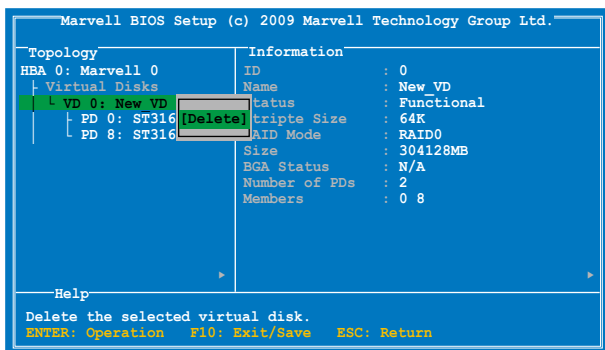 Marvell BIOS Setup (c) 2009 Marvell Technology Group Ltd.
Topology
HBA 0: Marvell 0
Virtual Disks
VD 0: New_VD
PD 0: ST316
PD 8: ST316
[Delete]
Information
ID : 0
Name : New_VD
tatus : Functional
tripte Size : 64K
AID Mode : RAID0
Size : 304128MB
BGA Status : N/A
Number of PDs : 2
Members : 0 8
Help
Delete the selected virtual disk.
ENTER: Operation F10: Exit/Save ESC: Return